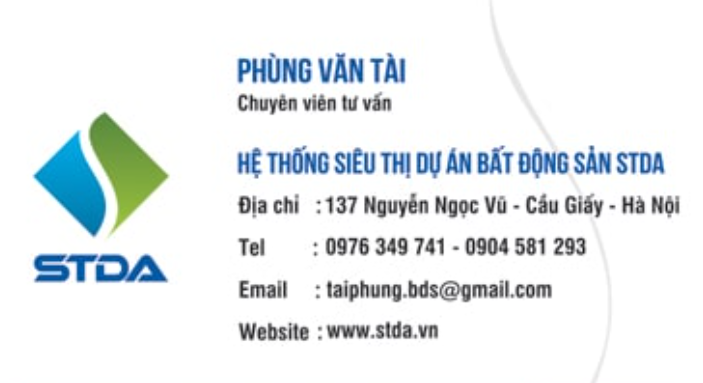 PHÙNG VĂN TÀI
Chuyên viên tư vấn
HỆ THỐNG SIÊU THỊ DỰ ÁN BẤT ĐỘNG SẢN STDA
Địa chỉ : 137 Nguyễn Ngọc Vũ - Cầu Giấy - Hà Nội
Tel : 0976 349 741 - 0904 581 293
Email : taiphung.bds@gmail.com
Website : www.stda.vn
STDA